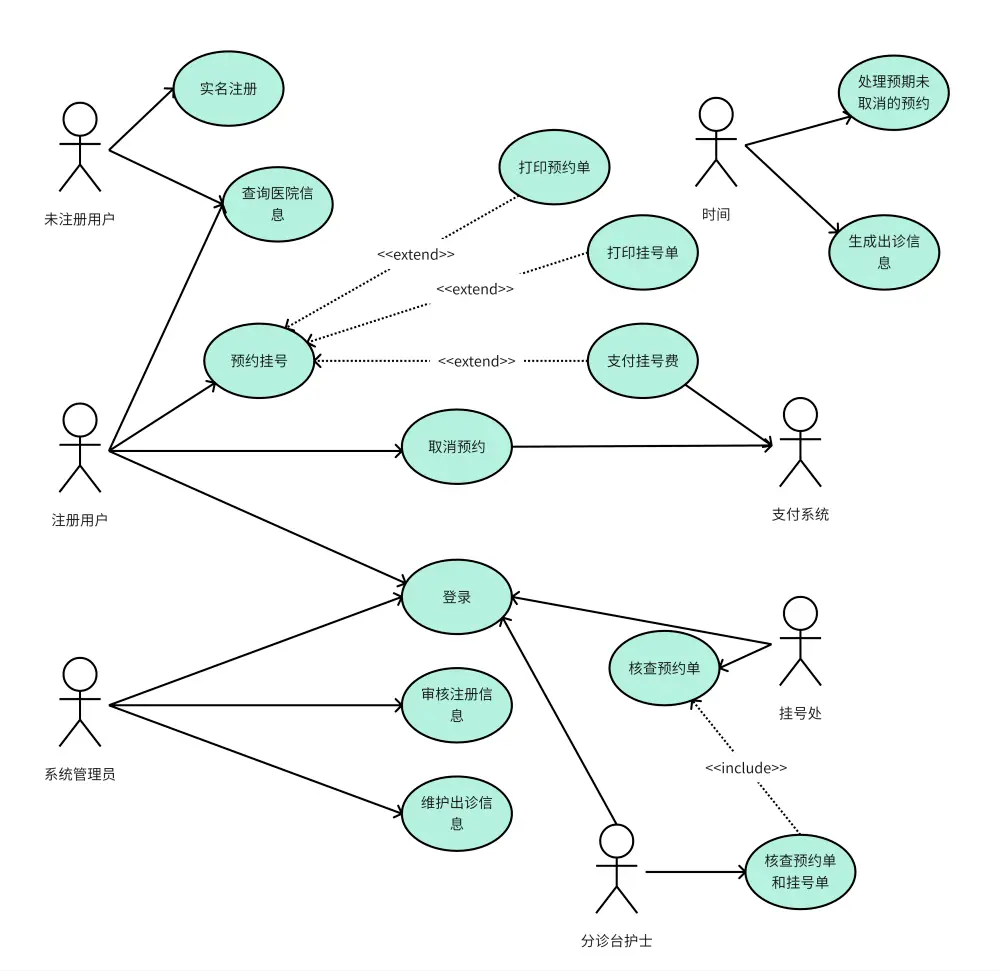 实名注册
处理预期未
取消的预约
打印预约单
查询医院信
息
未注册用户
时间
生成出诊信
息
<<extend>>
打印挂号单
<<extend>>
预约挂号
<<extend>>
支付挂号费
取消预约
注册用户
支付系统
登录
核查预约单
审核注册信
息
挂号处
系统管理员
<<include>>
维护出诊信
息
核查预约单
和挂号单
分诊台护士